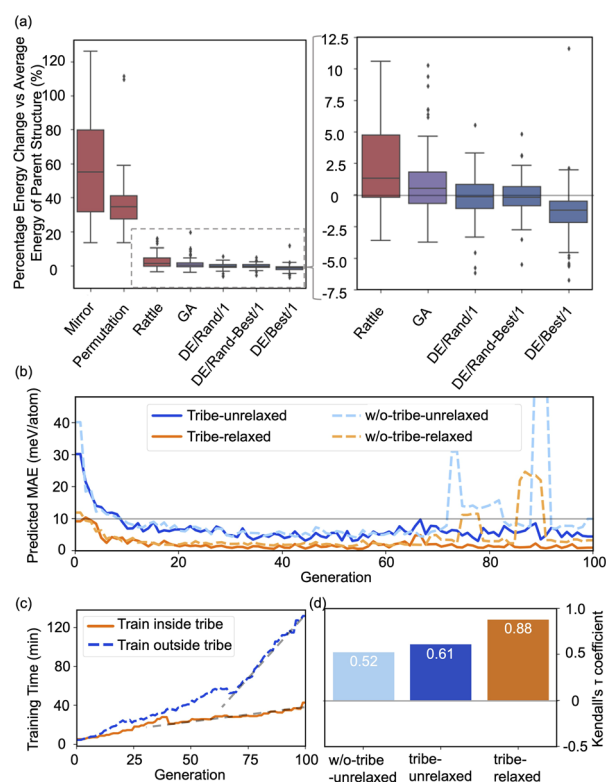 (a)
Percentage Energy Change vs Average
Energy of Parent Structure (%)
120
100
80
60
40
20
0
Mirror
Permutation
Rattle
GA
DE/Rand/1
DE/Rand-Best/1
DE/Best/1
12.5
10.0
7.5
5.0
2.5
0
-2.5
-5.0
-7.5
Rattle
GA
DE/Rand/1
DE/Rand-Best/1
DE/Best/1
(b)
Predicted MAE (meV/atom)
40
30
20
10
0
Tribe-unrelaxed
Tribe-relaxed
w/o-tribe-unrelaxed
w/o-tribe-relaxed
0
20
40
60
80
100
Generation
(c)
Training Time (min)
120
80
40
0
Train inside tribe
Train outside tribe
0
25
50
75
100
Generation
(d)
0.52
0.61
0.88
1.0
0.5
0
-0.5
Kendall's τ coefficient
w/o-tribe
-unrelaxed
tribe-
unrelaxed
tribe-
relaxed